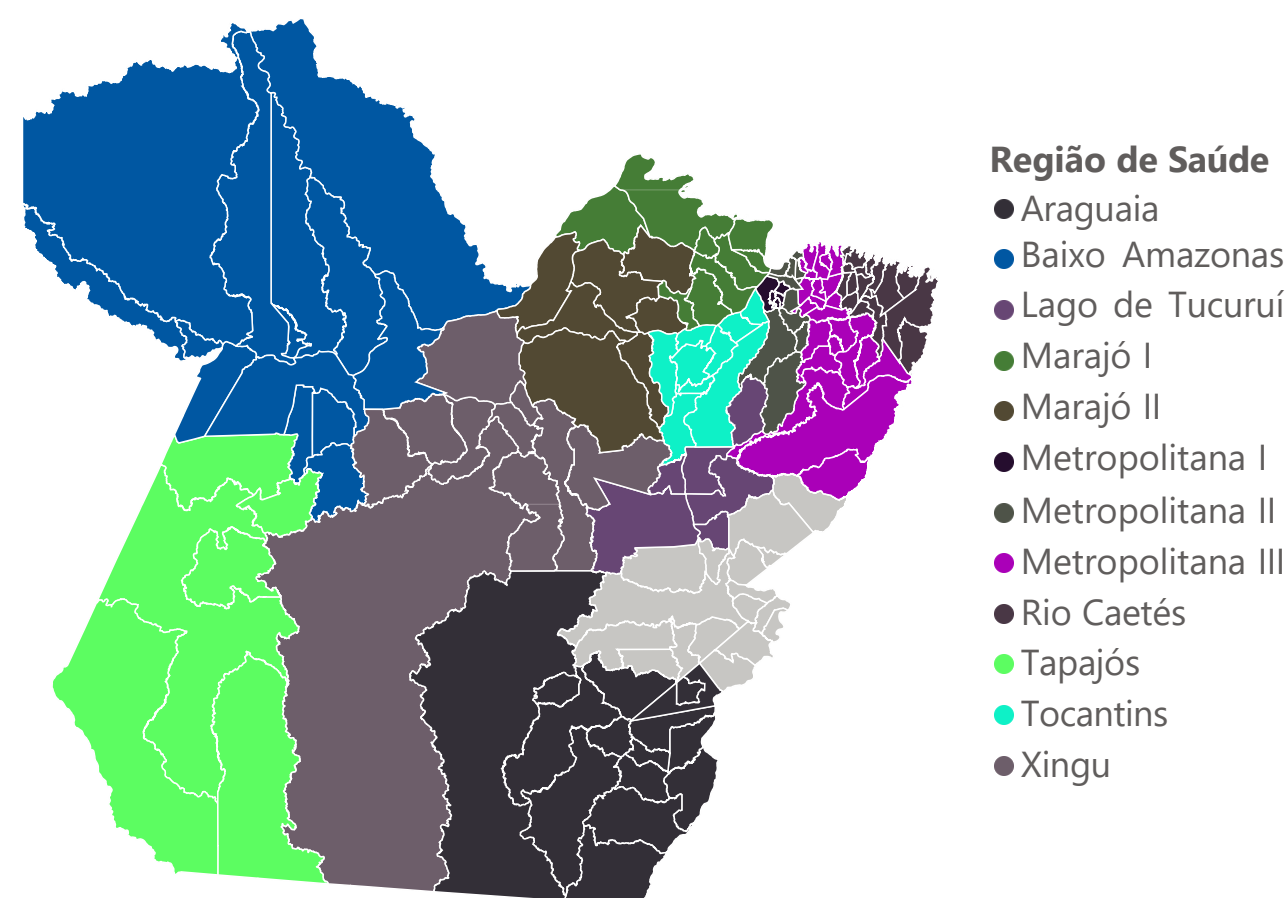 Região de Saúde
Araguaia
Baixo Amazonas
Lago de Tucuruí
Marajó I
Marajó II
Metropolitana I
Metropolitana II
Metropolitana III
Rio Caetés
Tapajós
Tocantins
Xingu